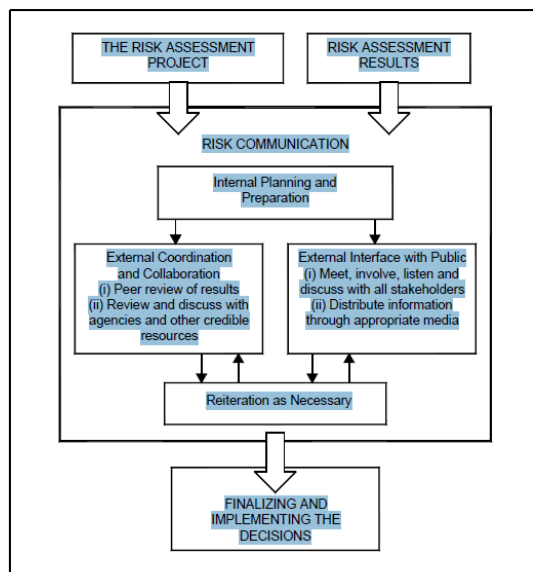 THE RISK ASSESSMENT
PROJECT
RISK ASSESSMENT
RESULTS
RISK COMMUNICATION
Internal Planning and
Preparation
External Coordination
and Collaboration
(i) Peer review of results
(ii) Review and discuss with
agencies and other credible
resources
External Interface with Public
(i) Meet, involve, listen and
discuss with all stakeholders
(ii) Distribute information
through appropriate media
Reiteration as Necessary
FINALIZING AND
IMPLEMENTING THE
DECISIONS